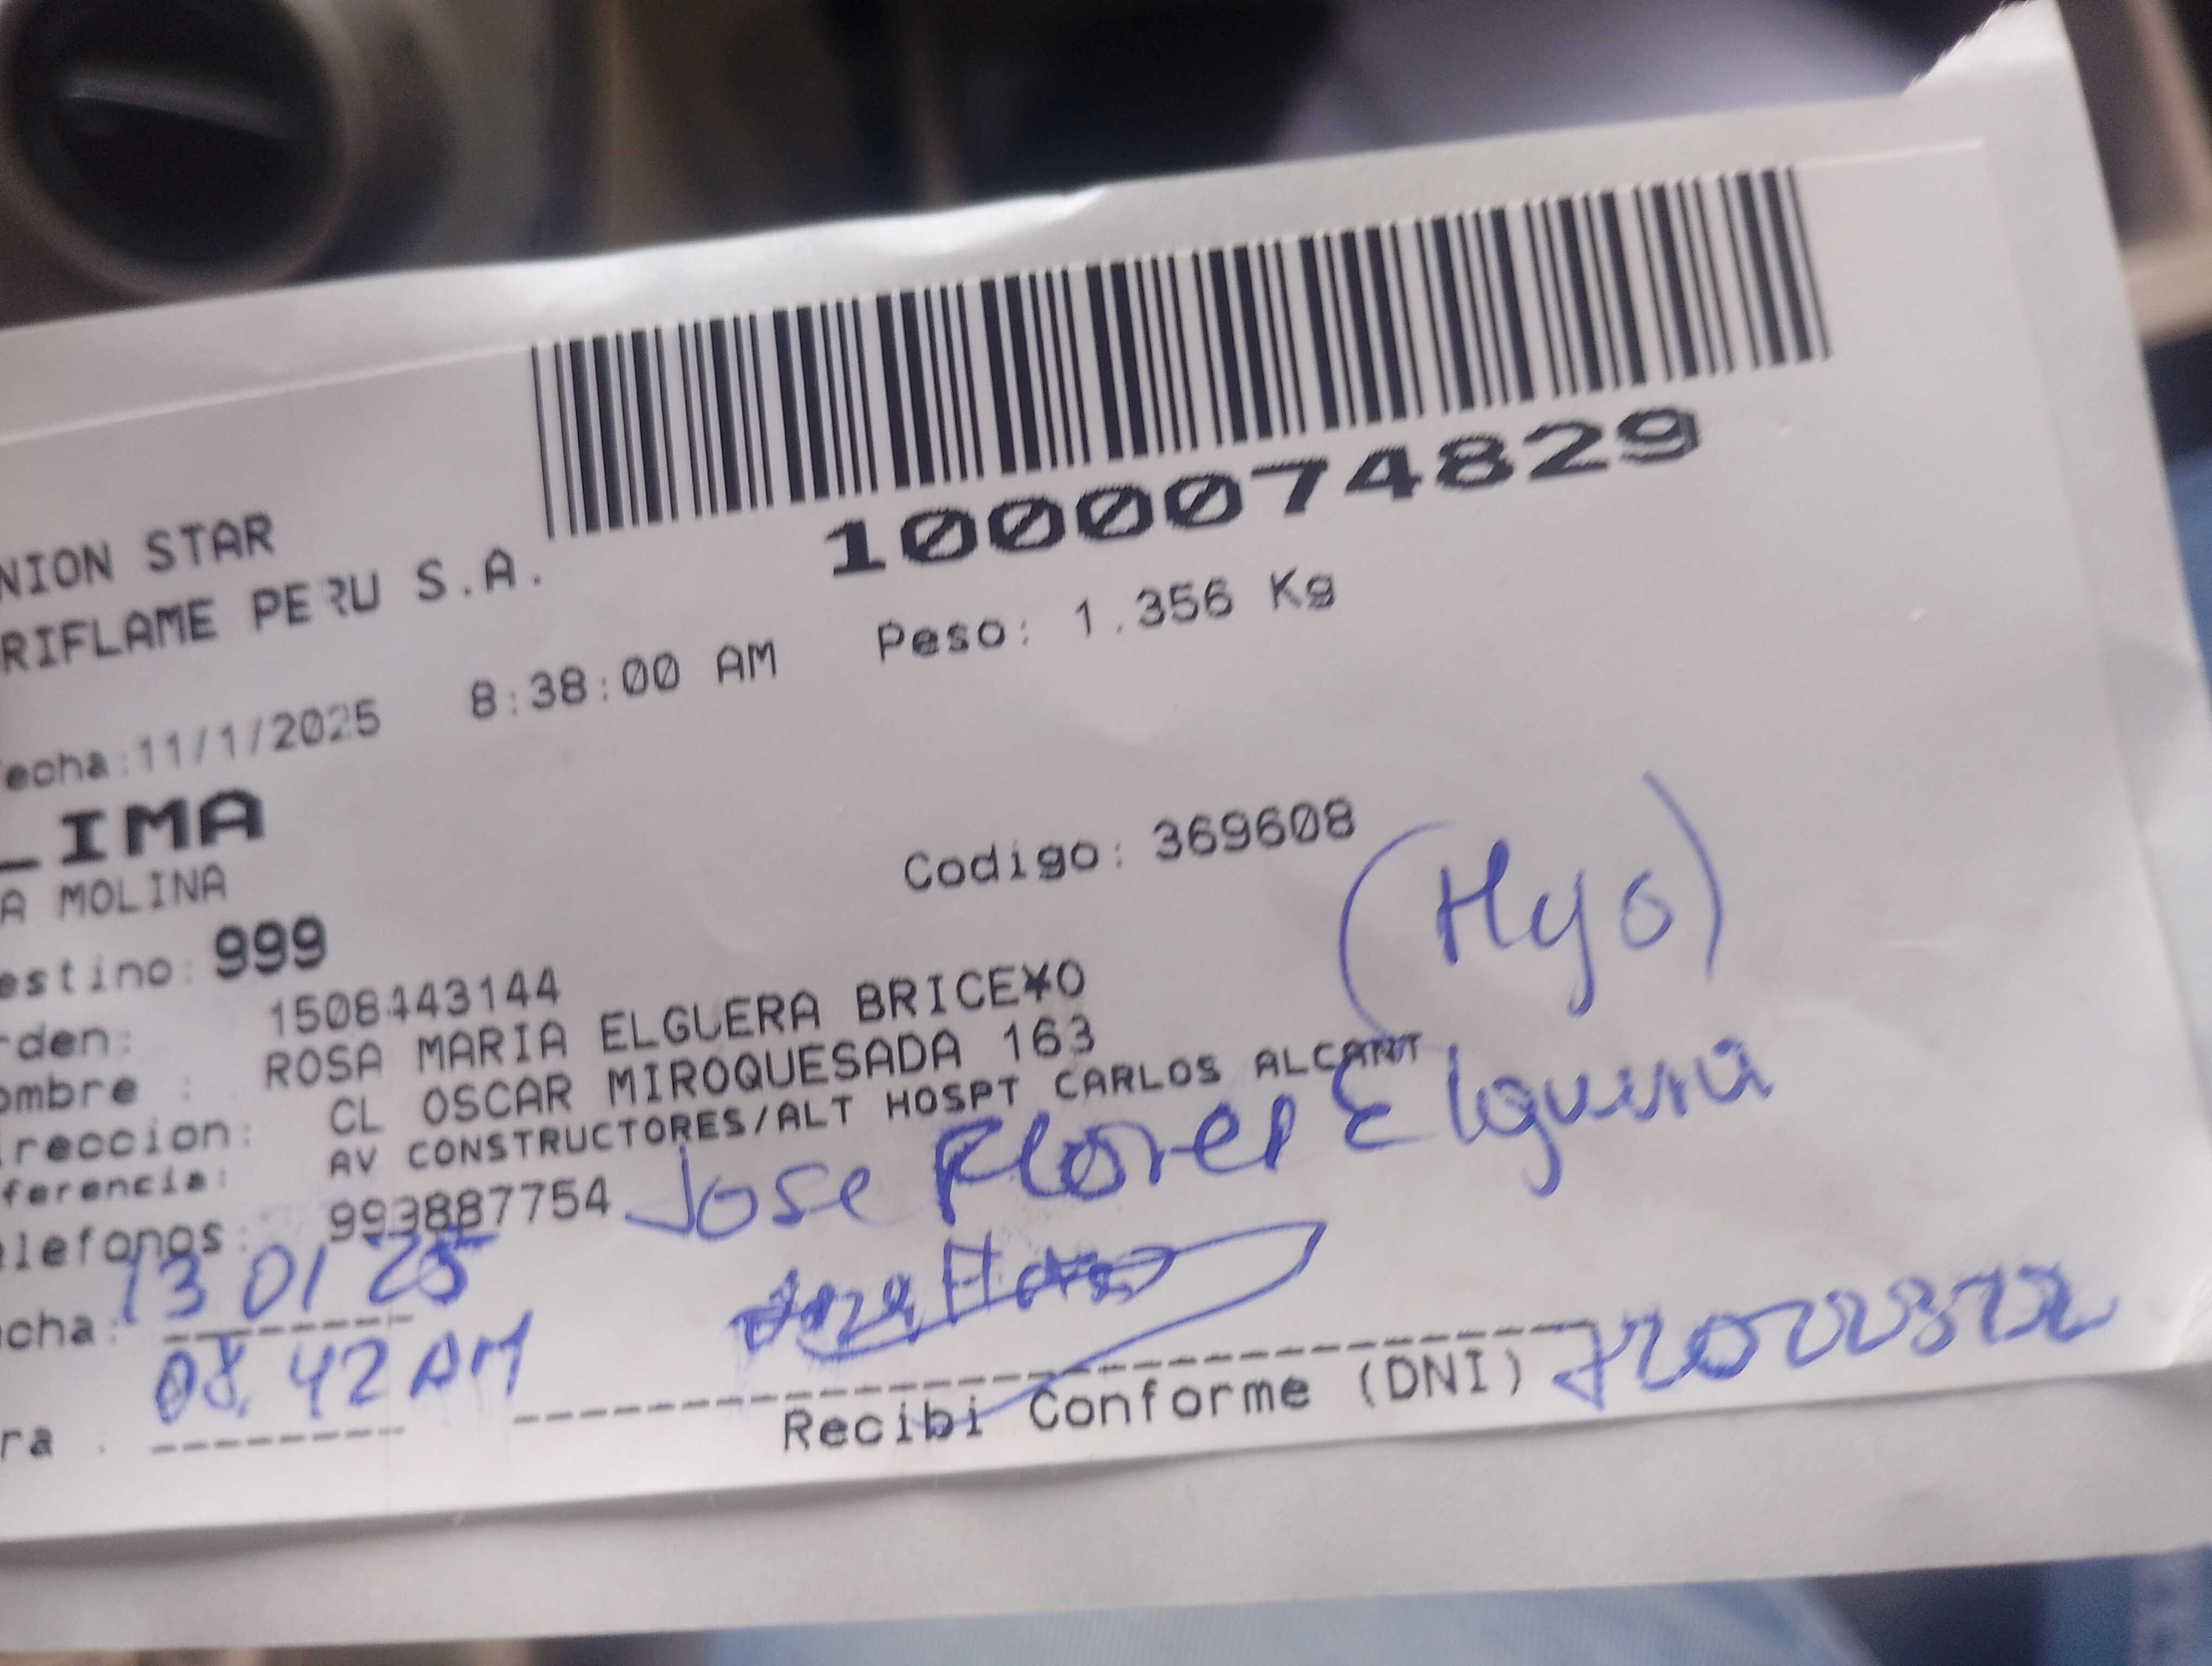 1000074829
NION STAR
RIFLAME PERU S.A.
echa:11/1/2025 8:38:00 AM Peso: 1.356 Kg
LIMA
A MOLINA Codigo: 369608
estino: 999 (Hyo)
rden: 1508443144
ombre : ROSA MARIA ELGUERA BRICE¥O
ireccion: CL OSCAR MIROQUESADA 163
ferencia: AV CONSTRUCTORES/ALT HOSPT CARLOS ALCANT
elefonos: 993887754 Jose Flores Elguera
cha: 13 01 25
ra : 08.42 AM
Recibi Conforme (DNI)